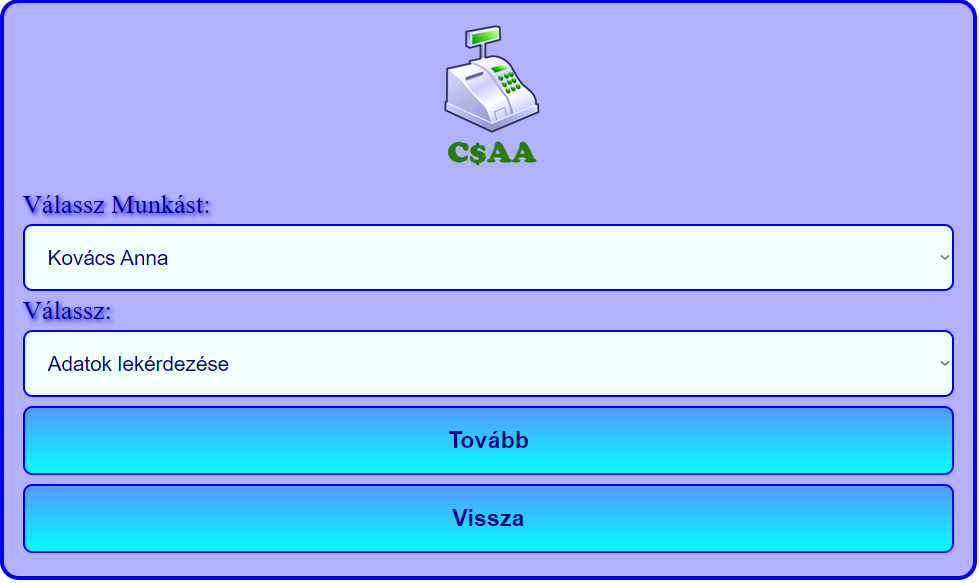 C$AA
Válassz Munkást:
Kovács Anna
Válassz:
Adatok lekérdezése
Tovább
Vissza